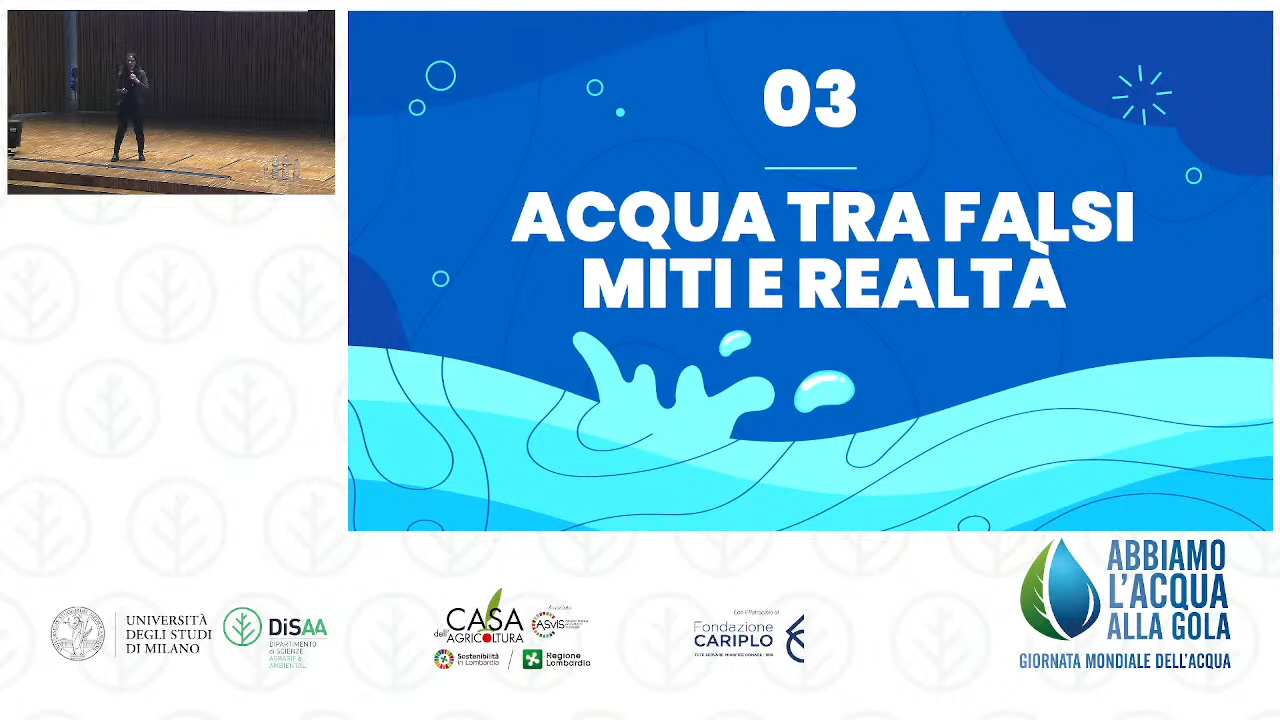 03
ACQUA TRA FALSI
MITI E REALTÀ
UNIVERSITÀ
DEGLI STUDI
DI MILANO
DiSAA
DIPARTIMENTO
di SCIENZE
AGRARIE e
AMBIENTALI
CASA
dell'AGRICOLTURA
Associato
ASVIS
Sostenibilità
in Lombardia
Regione
Lombardia
Con il Patrocinio di
Fondazione
CARIPLO
ABBIAMO
L'ACQUA
ALLA GOLA
GIORNATA MONDIALE DELL'ACQUA